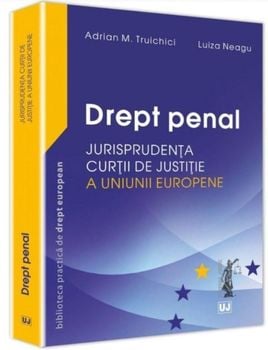 Adrian M. Truichici Luiza Neagu
Drept penal
JURISPRUDENȚA
CURȚII DE JUSTIȚIE
A UNIUNII EUROPENE
biblioteca practică de drept european
UJ
JURISPRUDENȚA CURȚII DE
JUSTIȚIE A UNIUNII EUROPENE
Drept penal
UJ